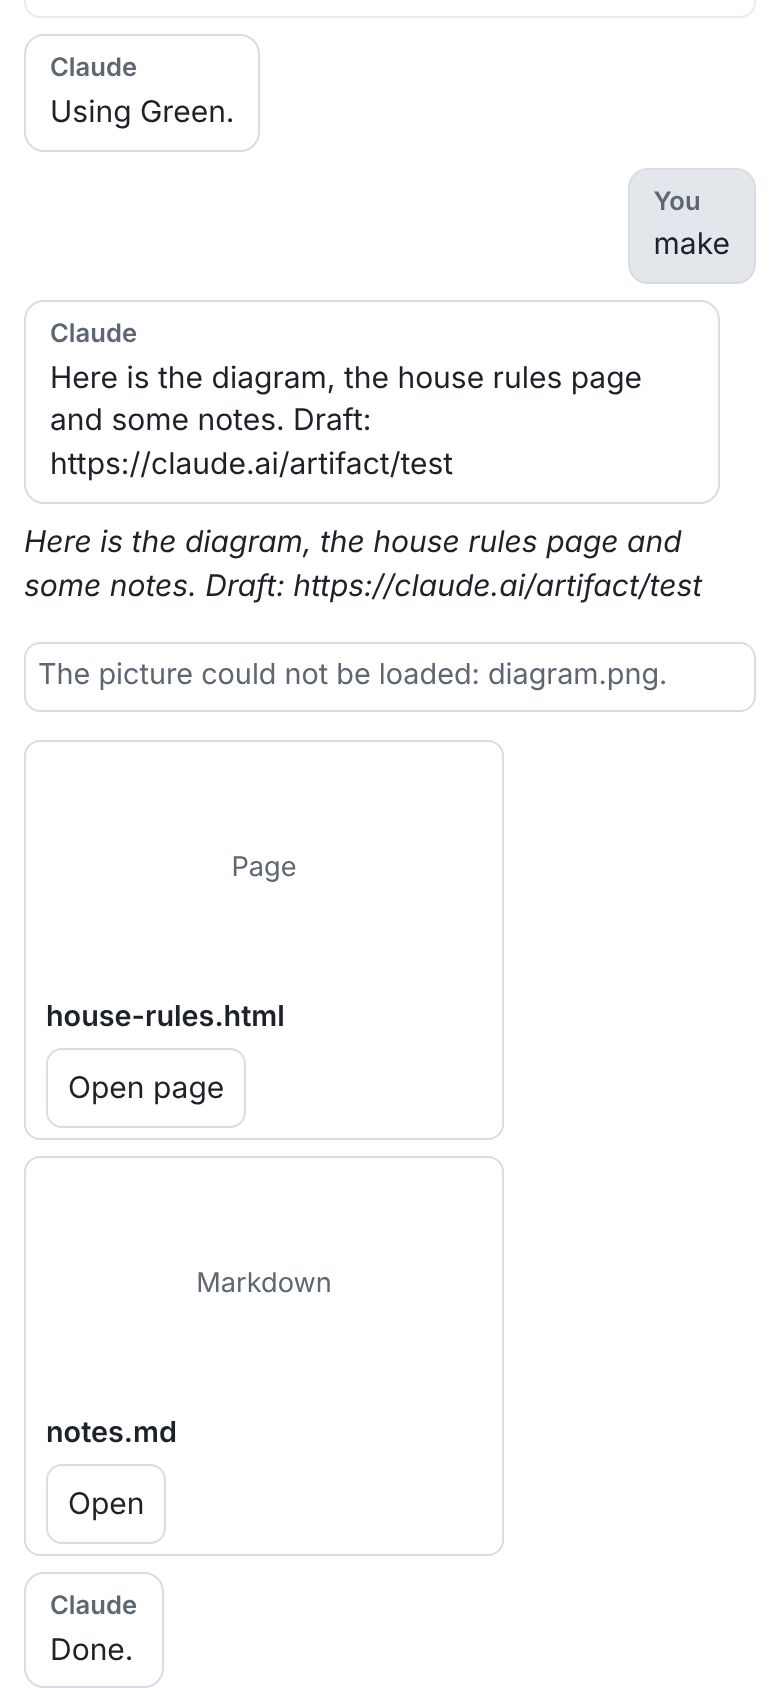 Claude
Using Green.
You
make
Claude
Here is the diagram, the house rules page
and some notes. Draft:
https://claude.ai/artifact/test
Here is the diagram, the house rules page and
some notes. Draft: https://claude.ai/artifact/test
The picture could not be loaded: diagram.png.
Page
house-rules.html
Open page
Markdown
notes.md
Open
Claude
Done.